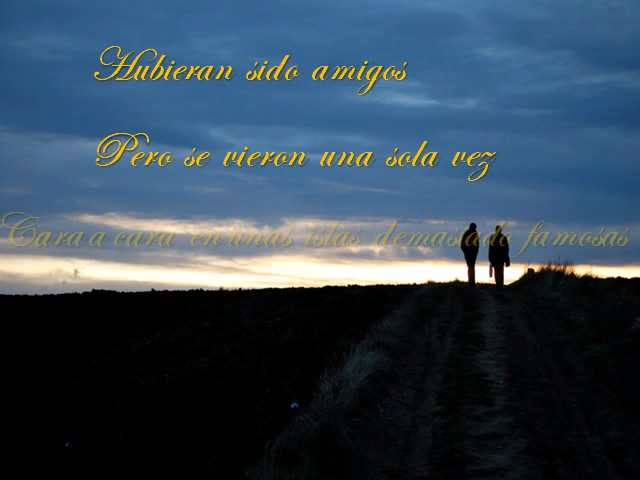 Hubieran sido amigos
Pero se vieron una sola vez
Cara a cara en unas islas demasiado famosas